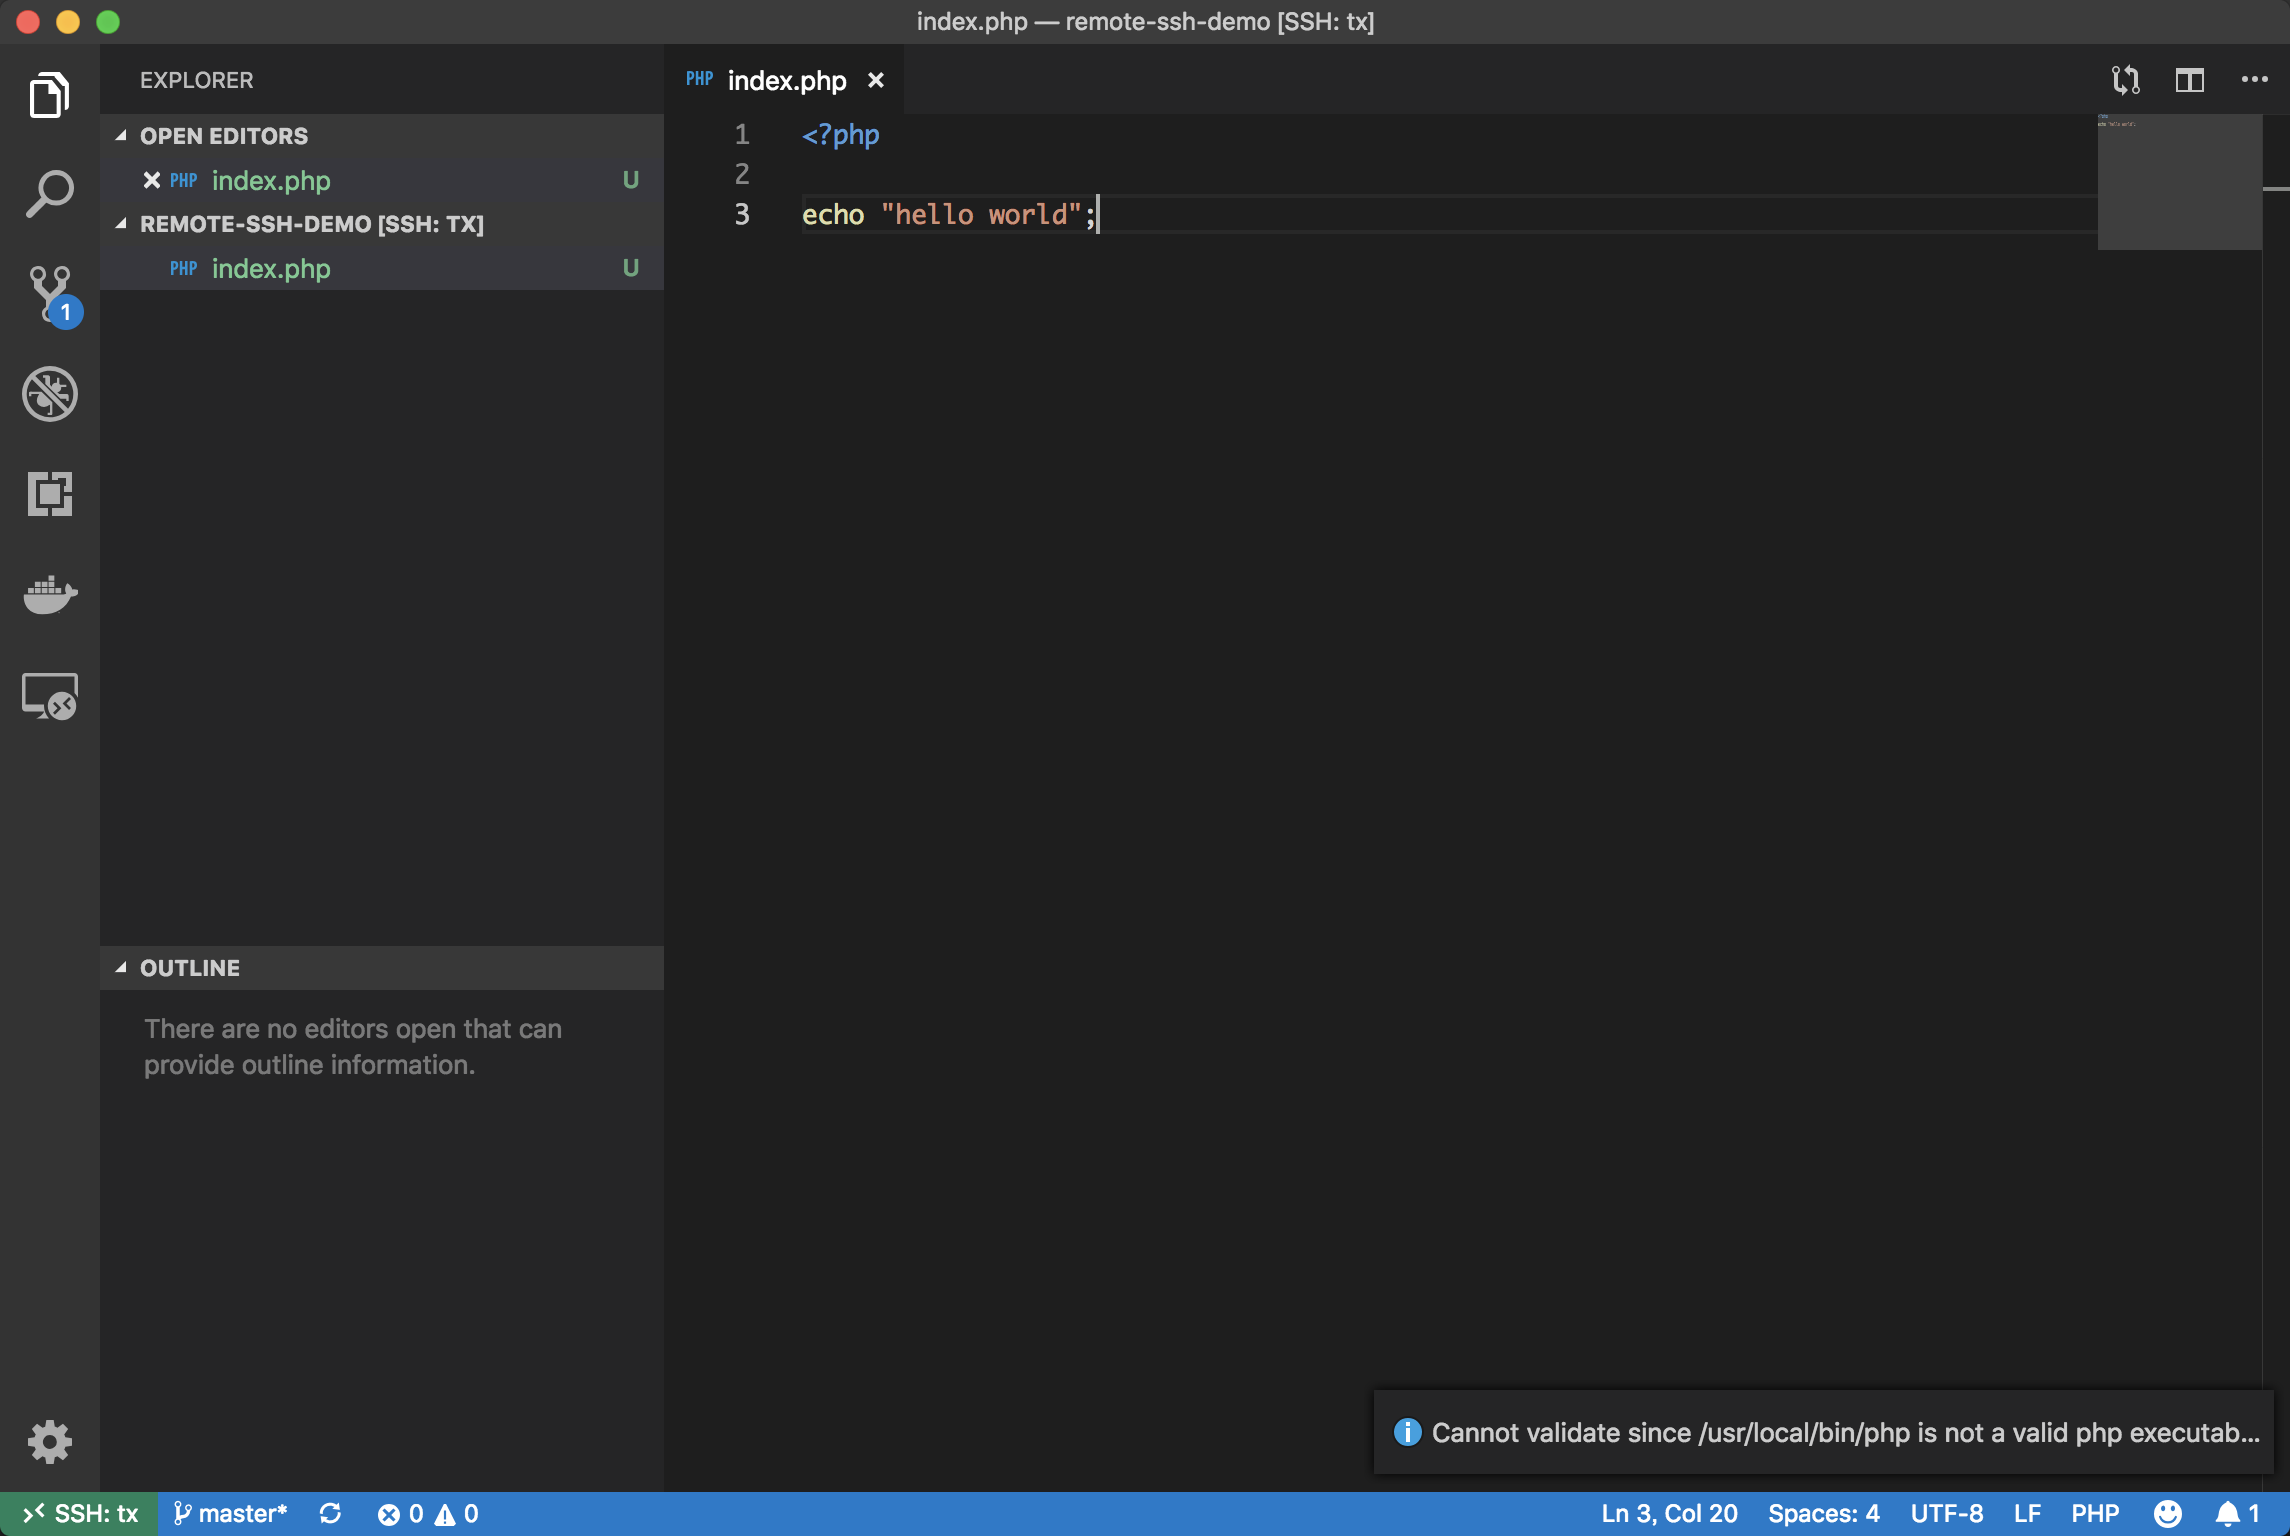 index.php — remote-ssh-demo [SSH: tx]
EXPLORER
OPEN EDITORS
PHP index.php U
REMOTE-SSH-DEMO [SSH: TX]
PHP index.php U
1
OUTLINE
There are no editors open that can
provide outline information.
PHP index.php
1 <?php
2
3 echo "hello world";
Cannot validate since /usr/local/bin/php is not a valid php executab...
SSH: tx master* 0 0 Ln 3, Col 20 Spaces: 4 UTF-8 LF PHP 1